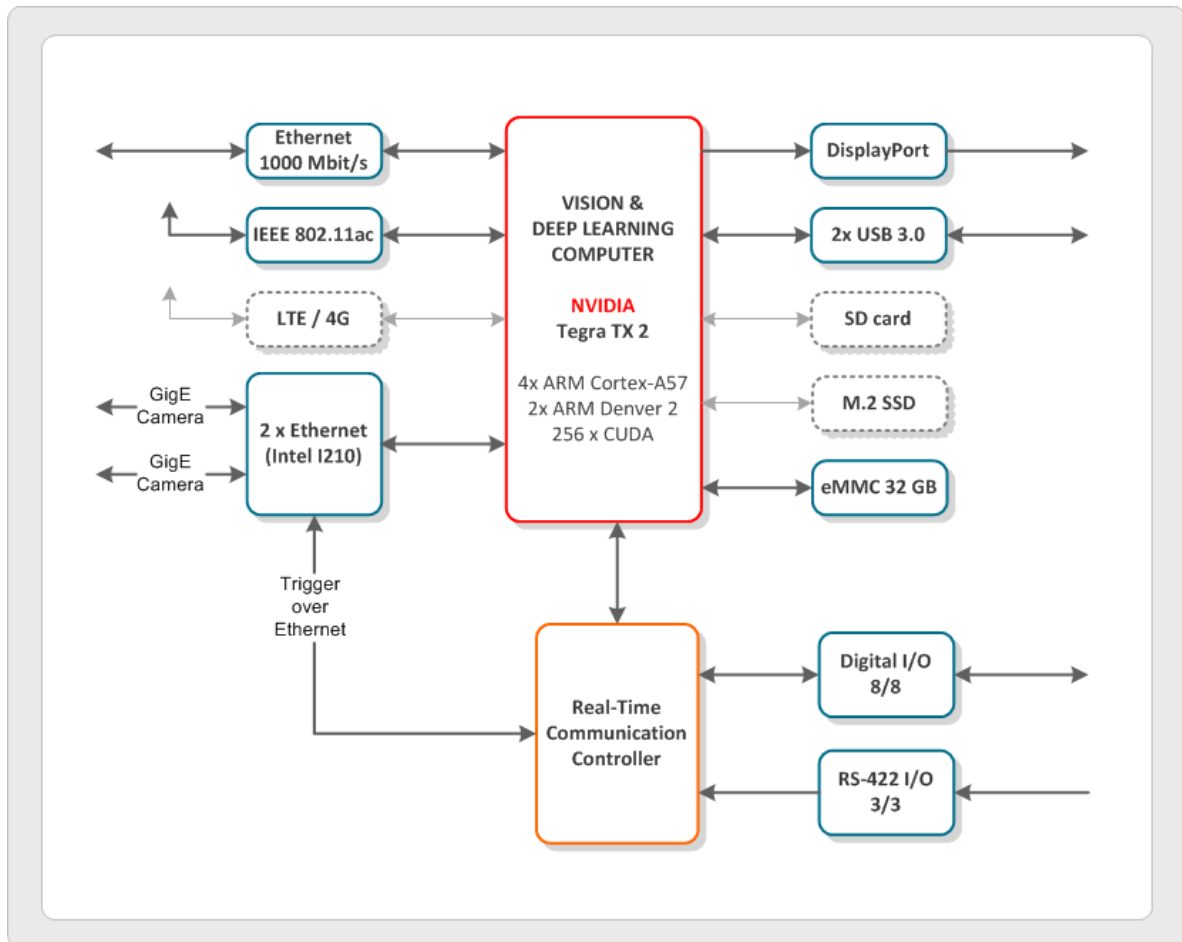 Ethernet
1000 Mbit/s
IEEE 802.11ac
LTE / 4G
GigE
Camera
GigE
Camera
2 x Ethernet
(Intel I210)
Trigger
over
Ethernet
VISION &
DEEP LEARNING
COMPUTER
NVIDIA
Tegra TX 2
4x ARM Cortex-A57
2x ARM Denver 2
256 x CUDA
DisplayPort
2x USB 3.0
SD card
M.2 SSD
eMMC 32 GB
Real-Time
Communication
Controller
Digital I/O
8/8
RS-422 I/O
3/3